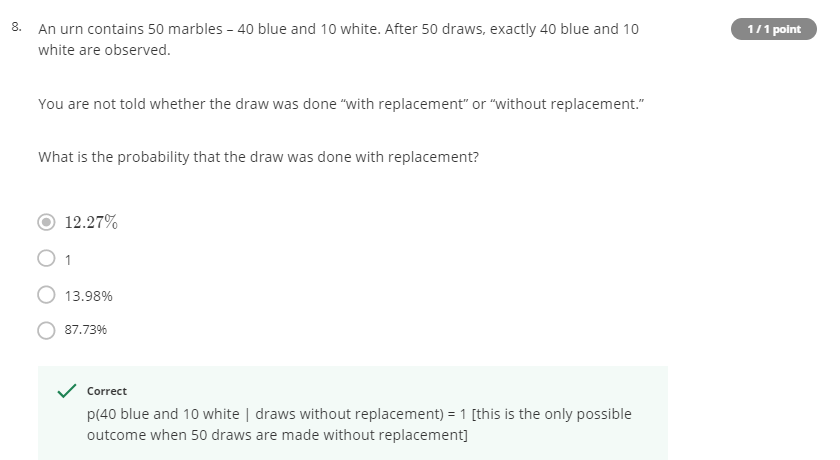 8. An urn contains 50 marbles – 40 blue and 10 white. After 50 draws, exactly 40 blue and 10
1 / 1 point
white are observed.
You are not told whether the draw was done “with replacement” or “without replacement.”
What is the probability that the draw was done with replacement?
12.27%
1
13.98%
87.73%
Correct
p(40 blue and 10 white | draws without replacement) = 1 [this is the only possible
outcome when 50 draws are made without replacement]